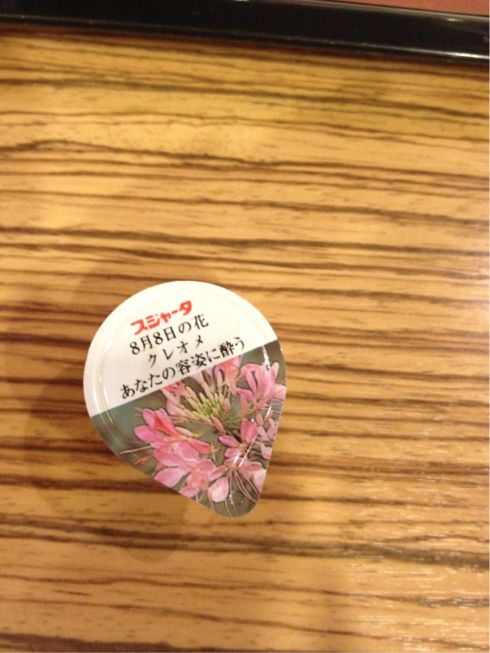 スジャータ
8月8日の花
クレオメ
あなたの容姿に酔う